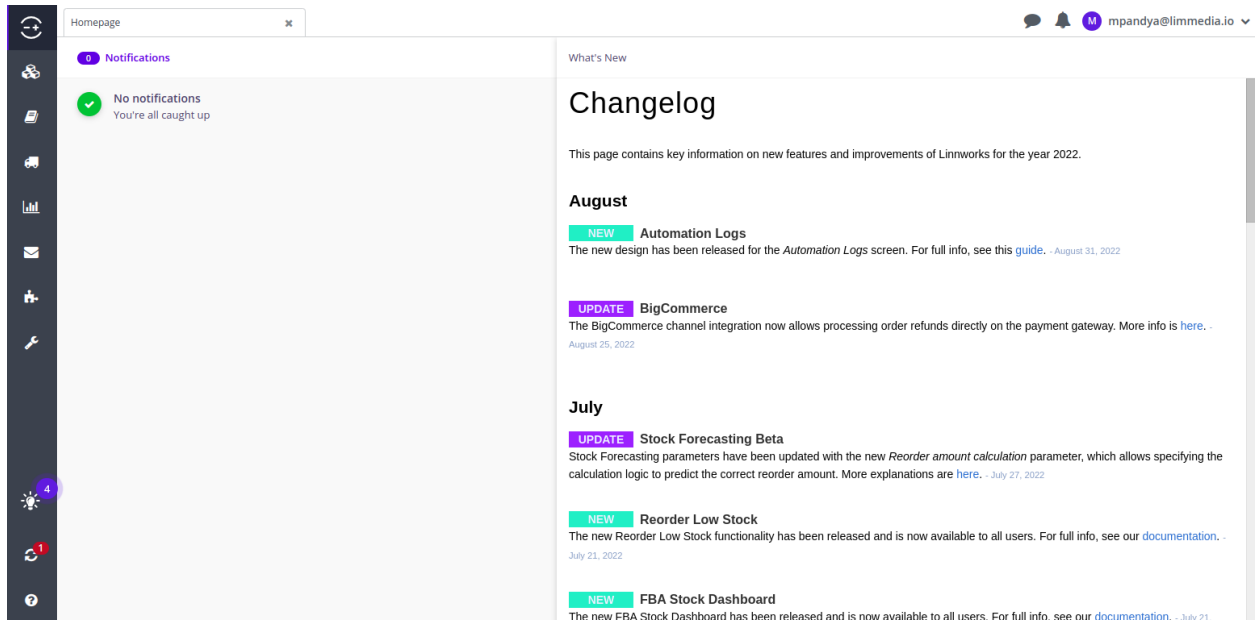 Homepage
M mpandya@limmedia.io
0 Notifications
No notifications
You're all caught up
4
1
What's New
Changelog
This page contains key information on new features and improvements of Linnworks for the year 2022.
August
NEW Automation Logs
The new design has been released for the Automation Logs screen. For full info, see this guide. - August 31, 2022
UPDATE BigCommerce
The BigCommerce channel integration now allows processing order refunds directly on the payment gateway. More info is here. -
August 25, 2022
July
UPDATE Stock Forecasting Beta
Stock Forecasting parameters have been updated with the new Reorder amount calculation parameter, which allows specifying the
calculation logic to predict the correct reorder amount. More explanations are here. - July 27, 2022
NEW Reorder Low Stock
The new Reorder Low Stock functionality has been released and is now available to all users. For full info, see our documentation. -
July 21, 2022
NEW FBA Stock Dashboard
The new FBA Stock Dashboard has been released and is now available to all users. For full info, see our documentation. - July 21